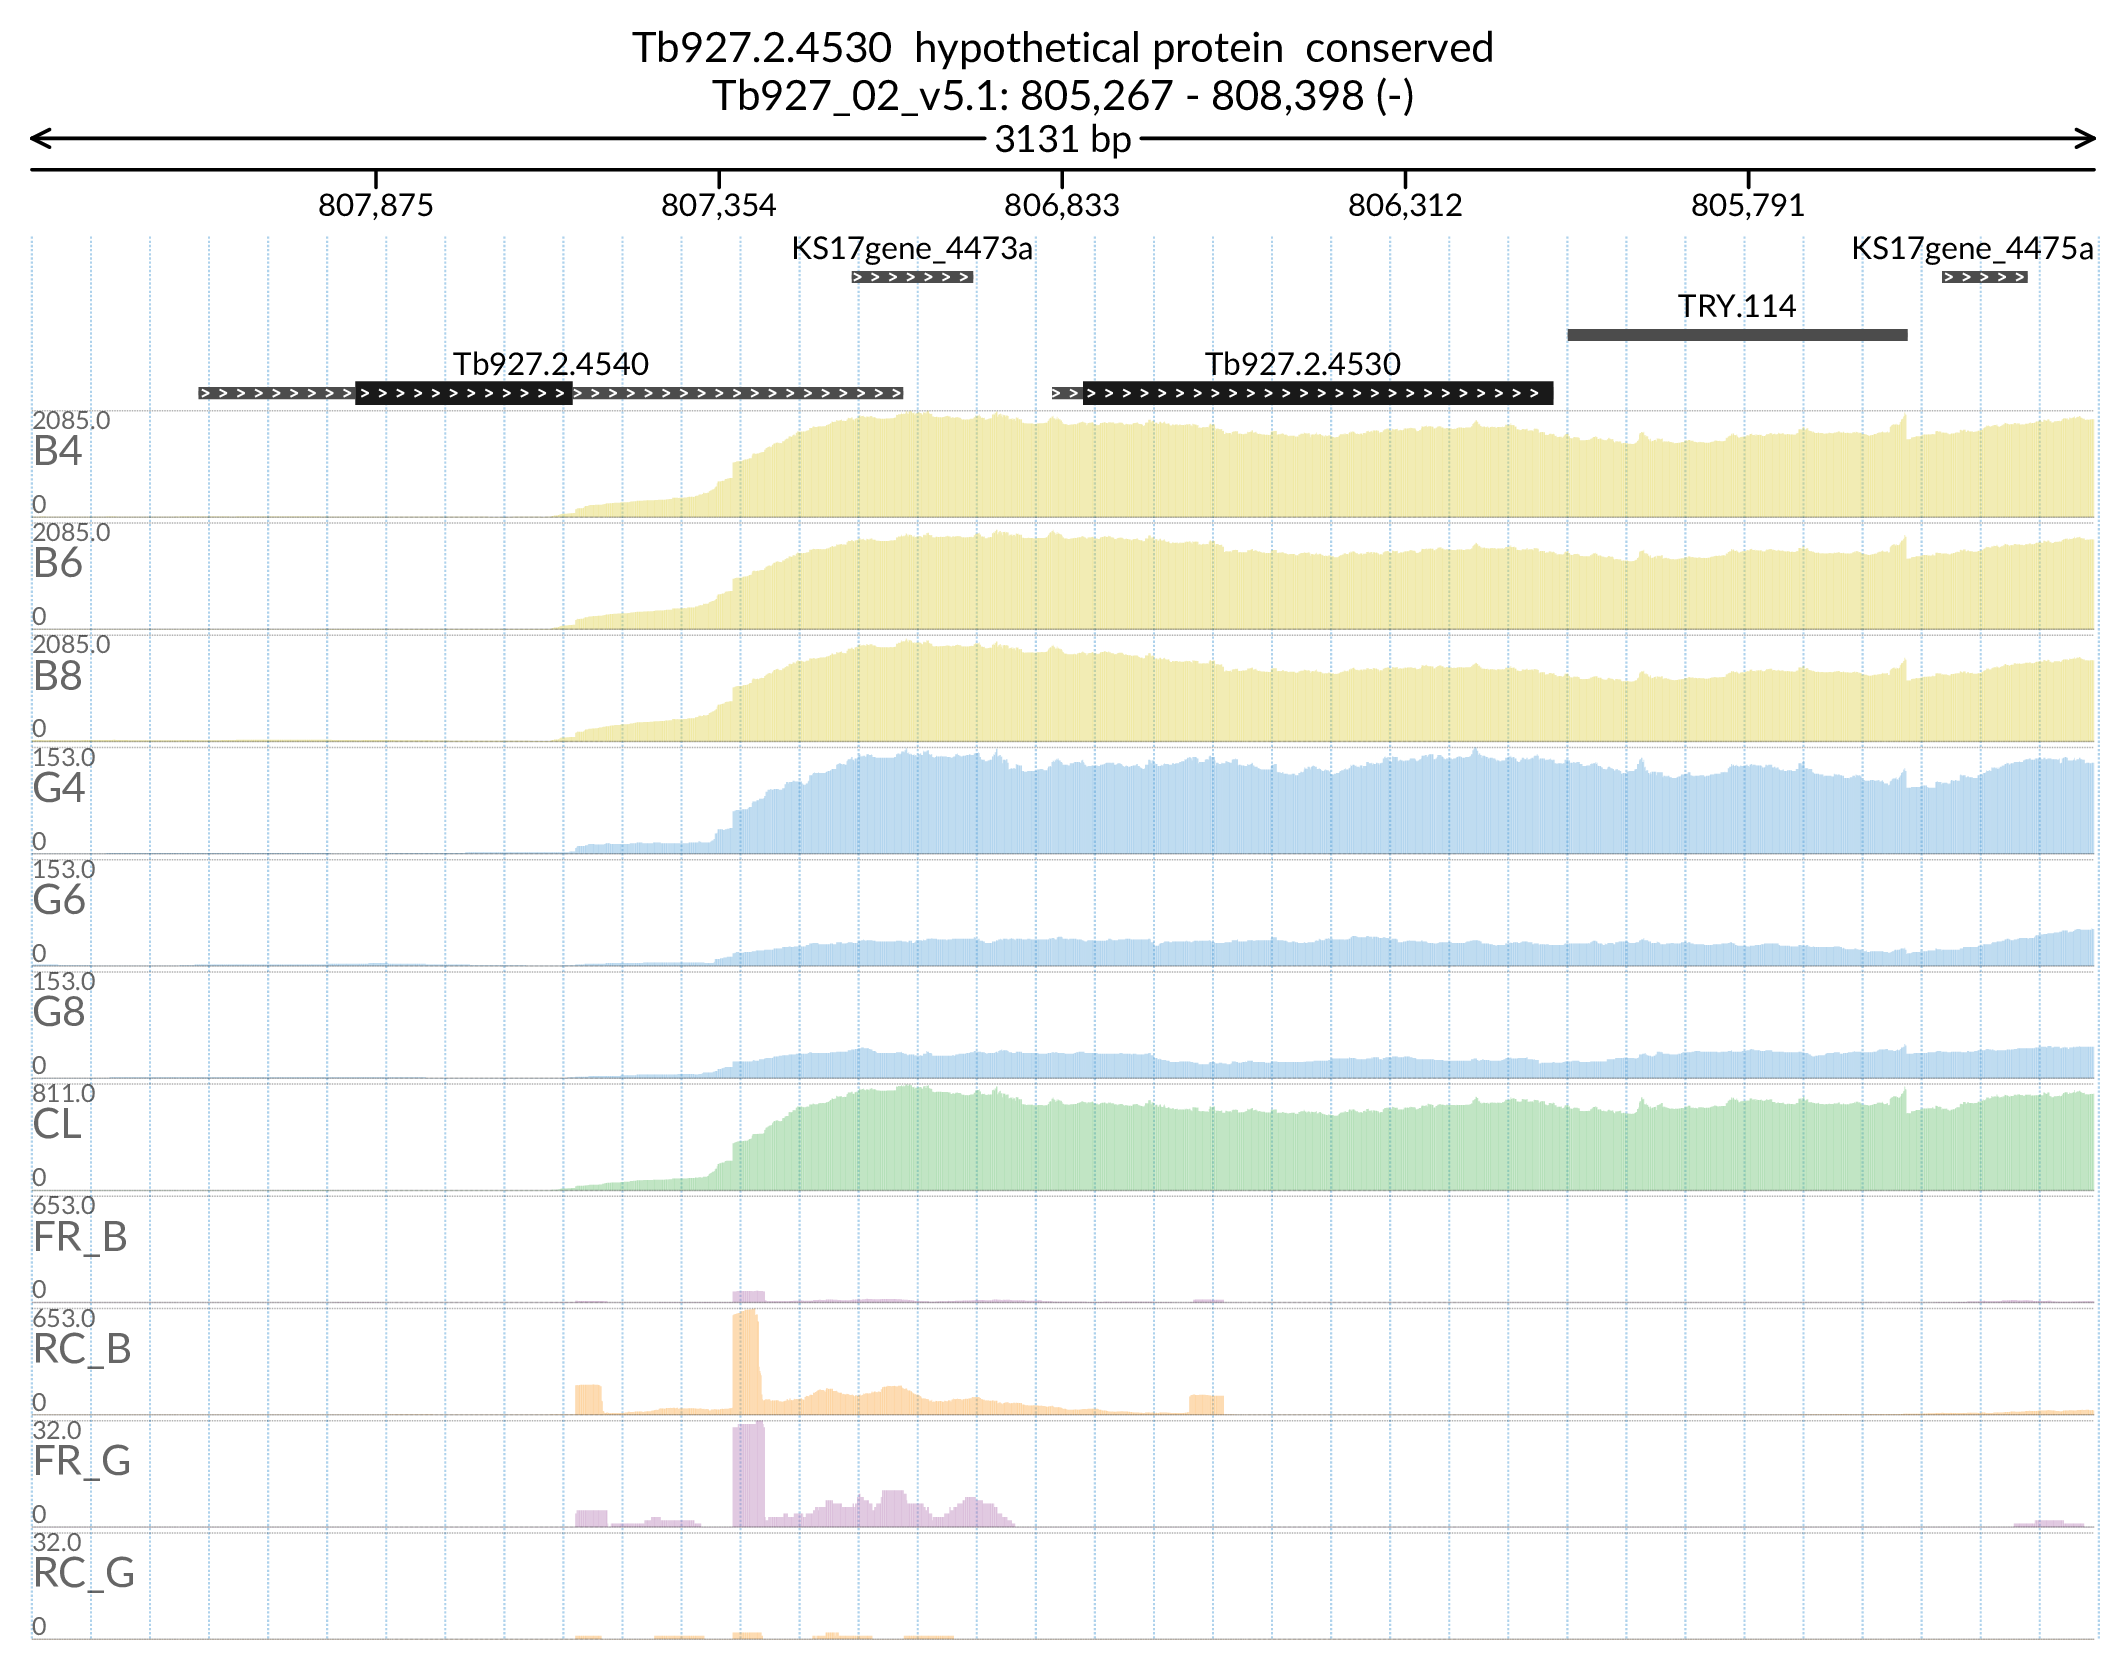 Tb927.2.4530  hypothetical protein  conserved
Tb927_02_v5.1: 805,267 - 808,398 (-)
3131 bp
807,875 807,354 806,833 806,312 805,791
KS17gene_4473a KS17gene_4475a
TRY.114
Tb927.2.4540 Tb927.2.4530
2085.0
B4
0
2085.0
B6
0
2085.0
B8
0
153.0
G4
0
153.0
G6
0
153.0
G8
0
811.0
CL
0
653.0
FR_B
0
653.0
RC_B
0
32.0
FR_G
0
32.0
RC_G
0